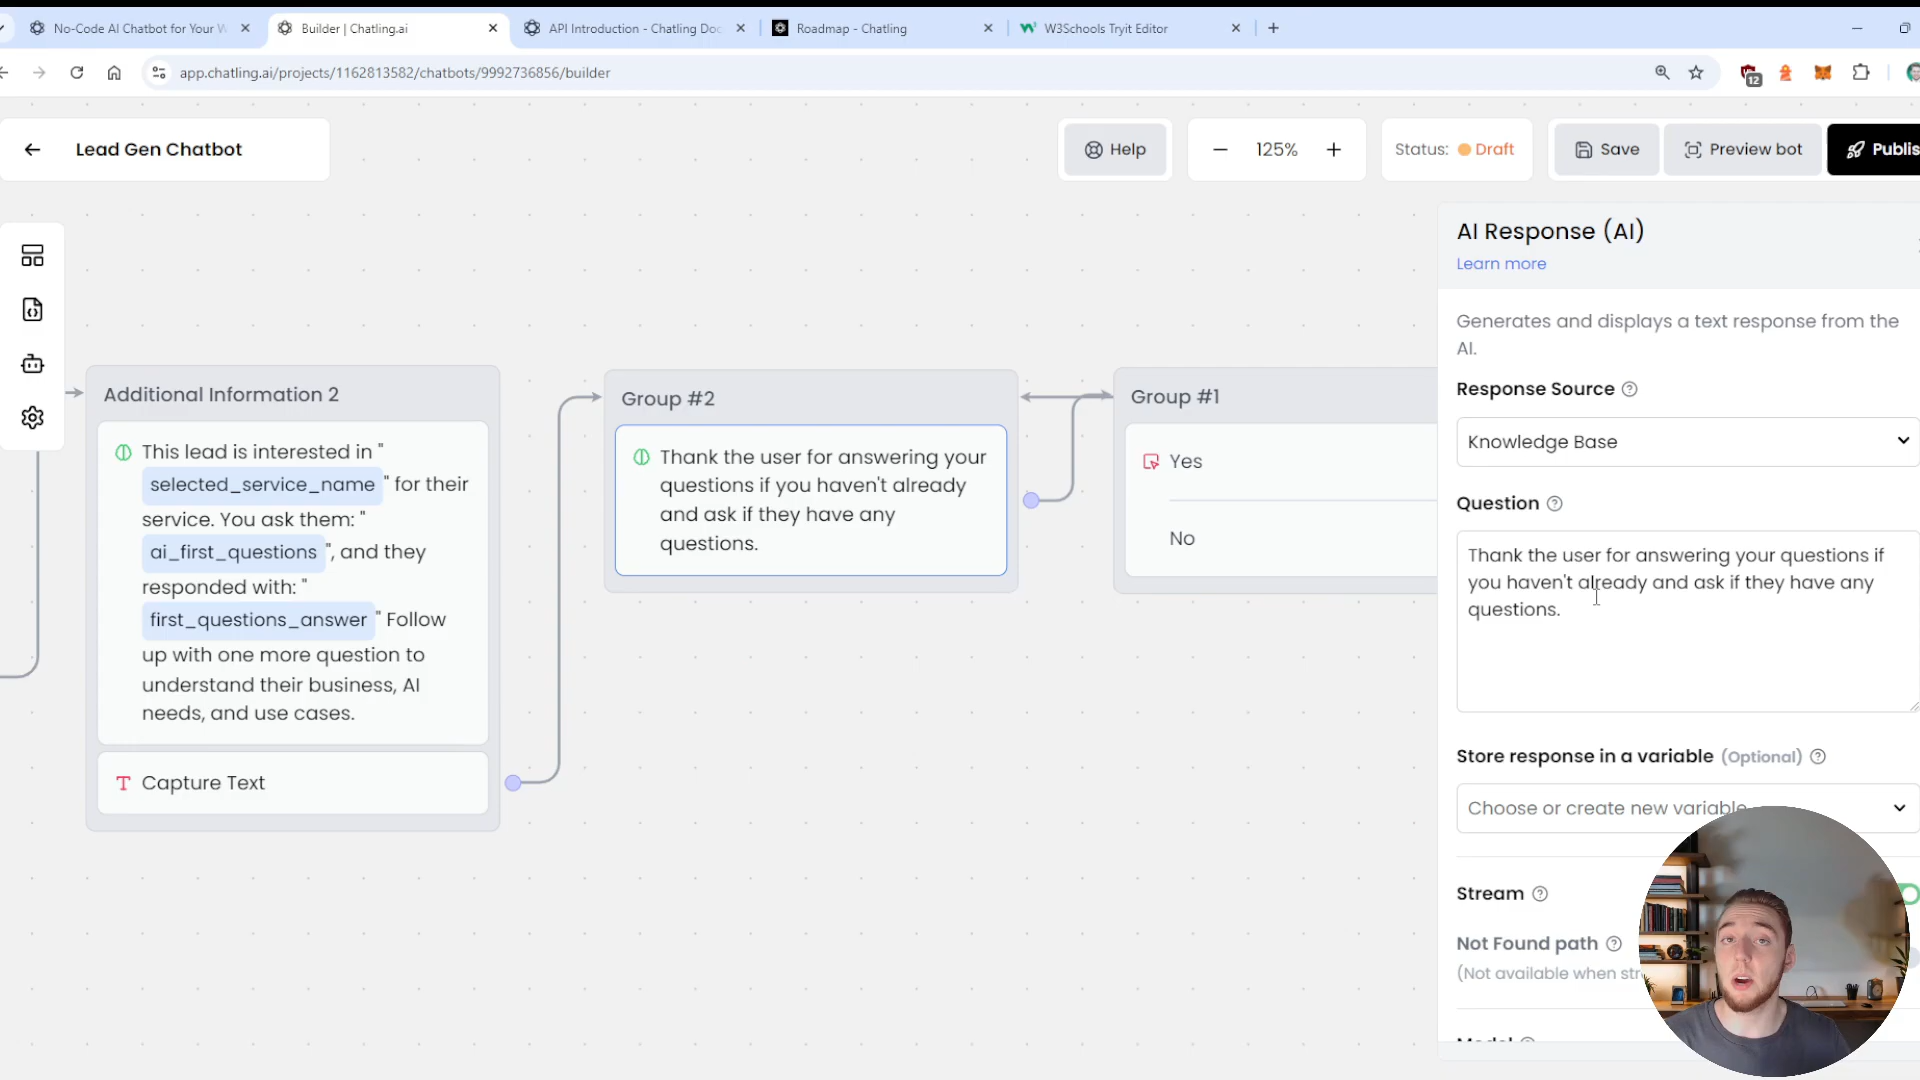 No-Code AI Chatbot for Your W
Builder | Chatling.ai
API Introduction - Chatling Doc
Roadmap - Chatling
W3Schools Tryit Editor
app.chatling.ai/projects/1162813582/chatbots/9992736856/builder
12
Lead Gen Chatbot
Help
125%
Status: Draft
Save
Preview bot
Publis
Additional Information 2
This lead is interested in "
selected_service_name " for their
service. You ask them: "
ai_first_questions ", and they
responded with: "
first_questions_answer " Follow
up with one more question to
understand their business, AI
needs, and use cases.
Capture Text
Group #2
Thank the user for answering your
questions if you haven't already
and ask if they have any
questions.
Group #1
Yes
No
AI Response (AI)
Learn more
Generates and displays a text response from the
AI.
Response Source
Knowledge Base
Question
Thank the user for answering your questions if
you haven't already and ask if they have any
questions.
Store response in a variable (Optional)
Choose or create new variable
Stream
Not Found path
(Not available when str